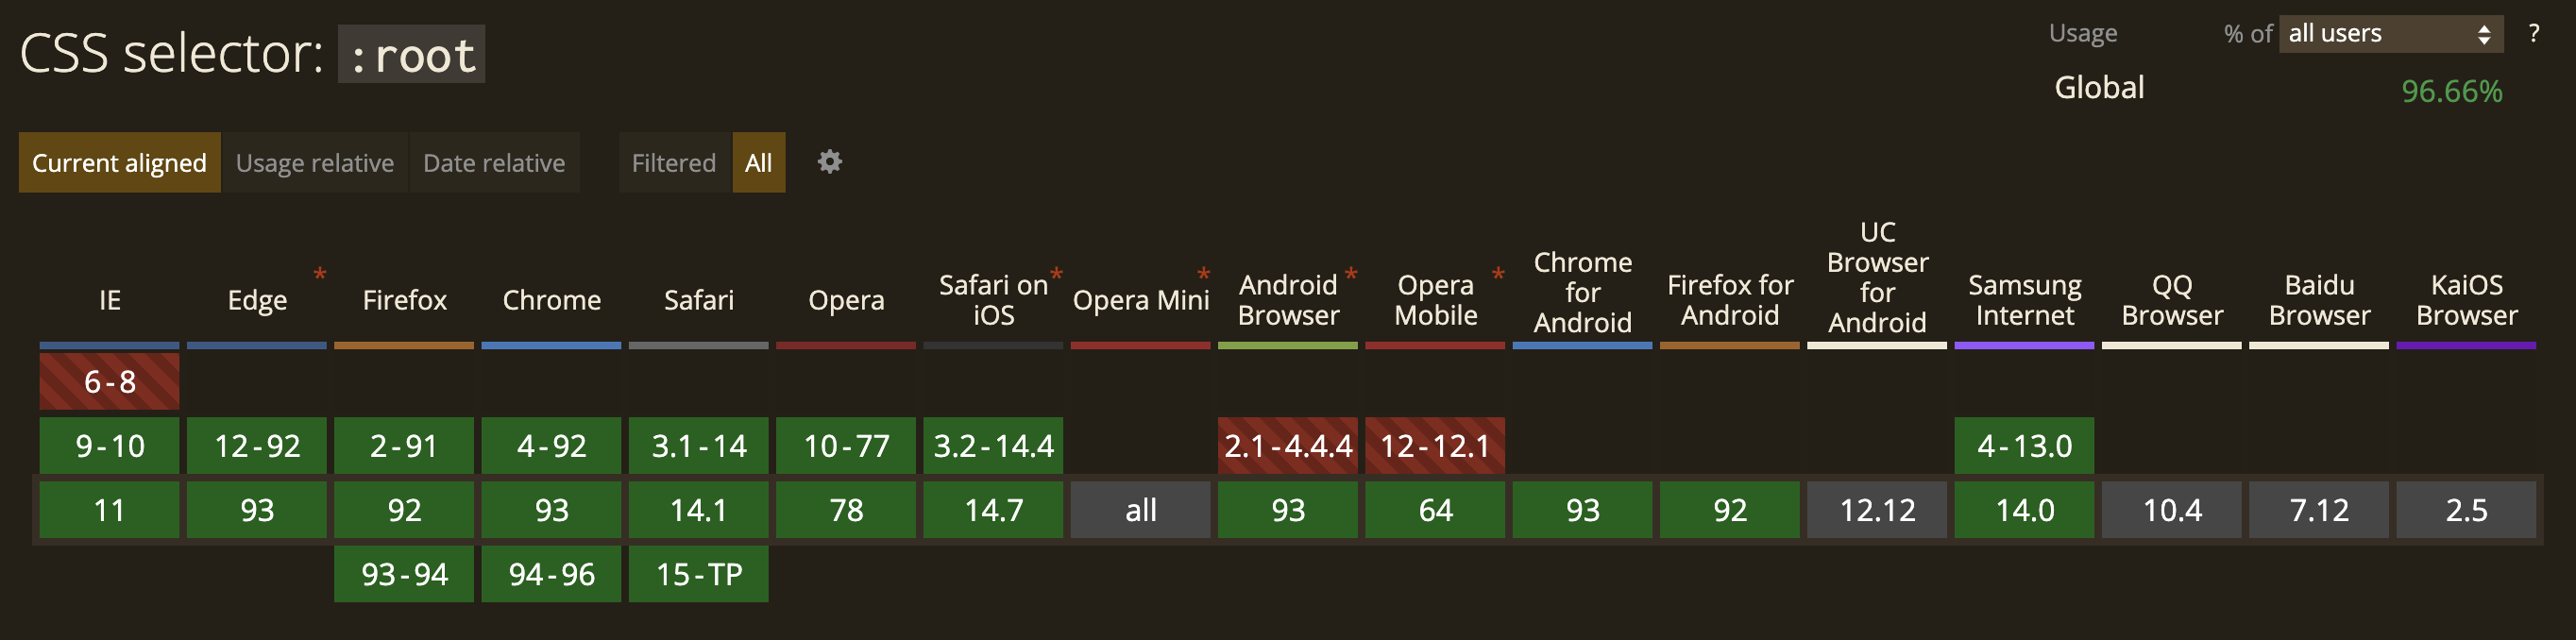 CSS selector: :root
Usage % of all users ?
Global 96.66%
Current aligned Usage relative Date relative Filtered All
IE
Edge *
Firefox
Chrome
Safari
Opera
Safari on *
iOS
Opera Mini *
Android *
Browser
Opera *
Mobile
Chrome
for
Android
Firefox for
Android
UC
Browser
for
Android
Samsung
Internet
QQ
Browser
Baidu
Browser
KaiOS
Browser
6-8
9-10 12-92 2-91 4-92 3.1-14 10-77 3.2-14.4 2.1-4.4.4 12-12.1 4-13.0
11 93 92 93 14.1 78 14.7 all 93 64 93 92 12.12 14.0 10.4 7.12 2.5
93-94 94-96 15-TP